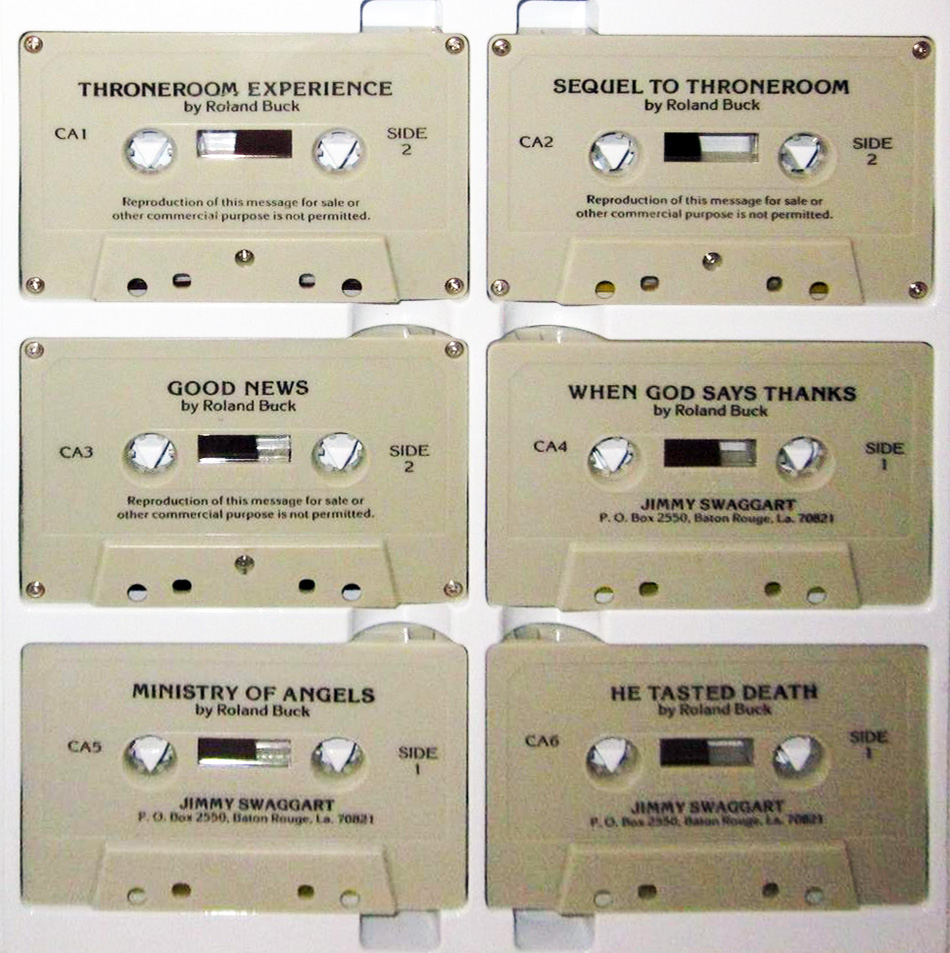 THRONEROOM EXPERIENCE
by Roland Buck
CA1
SIDE
2
Reproduction of this message for sale or
other commercial purpose is not permitted.
SEQUEL TO THRONEROOM
by Roland Buck
CA2
SIDE
2
Reproduction of this message for sale or
other commercial purpose is not permitted.
GOOD NEWS
by Roland Buck
CA3
SIDE
2
Reproduction of this message for sale or
other commercial purpose is not permitted.
WHEN GOD SAYS THANKS
by Roland Buck
CA4
SIDE
1
JIMMY SWAGGART
P. O. Box 2550, Baton Rouge, La. 70821
MINISTRY OF ANGELS
by Roland Buck
CA5
SIDE
1
JIMMY SWAGGART
P. O. Box 2550, Baton Rouge, La. 70821
HE TASTED DEATH
by Roland Buck
CA6
SIDE
1
JIMMY SWAGGART
P. O. Box 2550, Baton Rouge, La. 70821